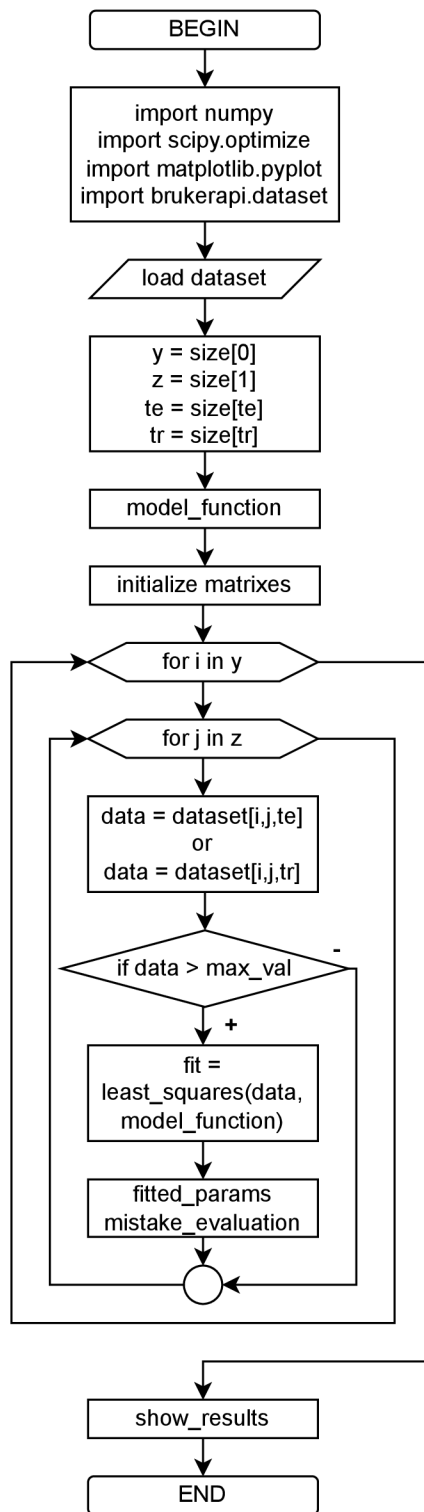 BEGIN
import numpy
import scipy.optimize
import matplotlib.pyplot
import brukerapi.dataset
load dataset
y = size[0]
z = size[1]
te = size[te]
tr = size[tr]
model_function
initialize matrixes
for i in y
for j in z
data = dataset[i,j,te]
or
data = dataset[i,j,tr]
-
if data > max_val
+
fit =
least_squares(data,
model_function)
fitted_params
mistake_evaluation
show_results
END